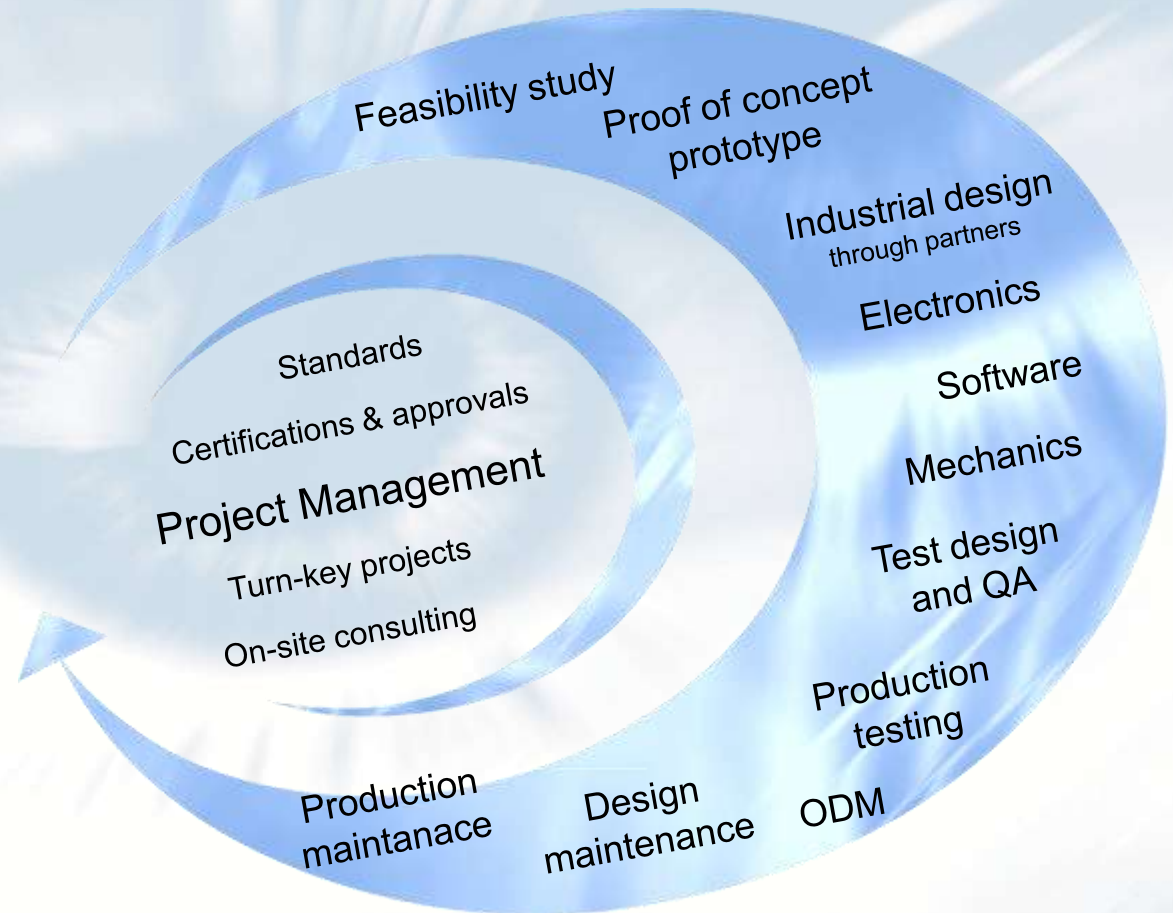 Feasibility study
Proof of concept
prototype
Industrial design
through partners
Electronics
Software
Mechanics
Test design
and QA
Production
testing
ODM
Design
maintenance
Production
maintanace
Standards
Certifications & approvals
Project Management
Turn-key projects
On-site consulting